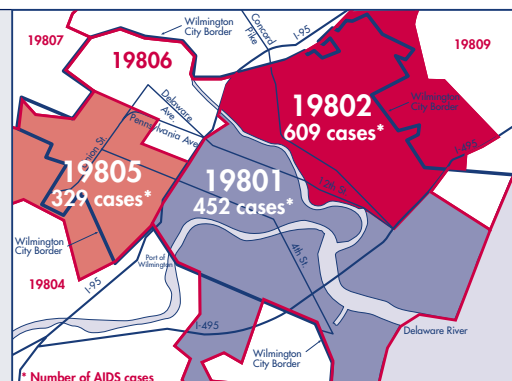 Wilmington
City Border
Concord
Pike
I-95
19807
19809
19806
Delaware
Ave.
Pennsylvania Ave.
19802
609 cases*
Wilmington
City Border
I-495
Union St.
19805
329 cases*
19801
452 cases*
12th St.
4th St.
Wilmington
City Border
Port of
Wilmington
19804
I-95
I-495
Delaware River
Wilmington
City Border
* Number of AIDS cases